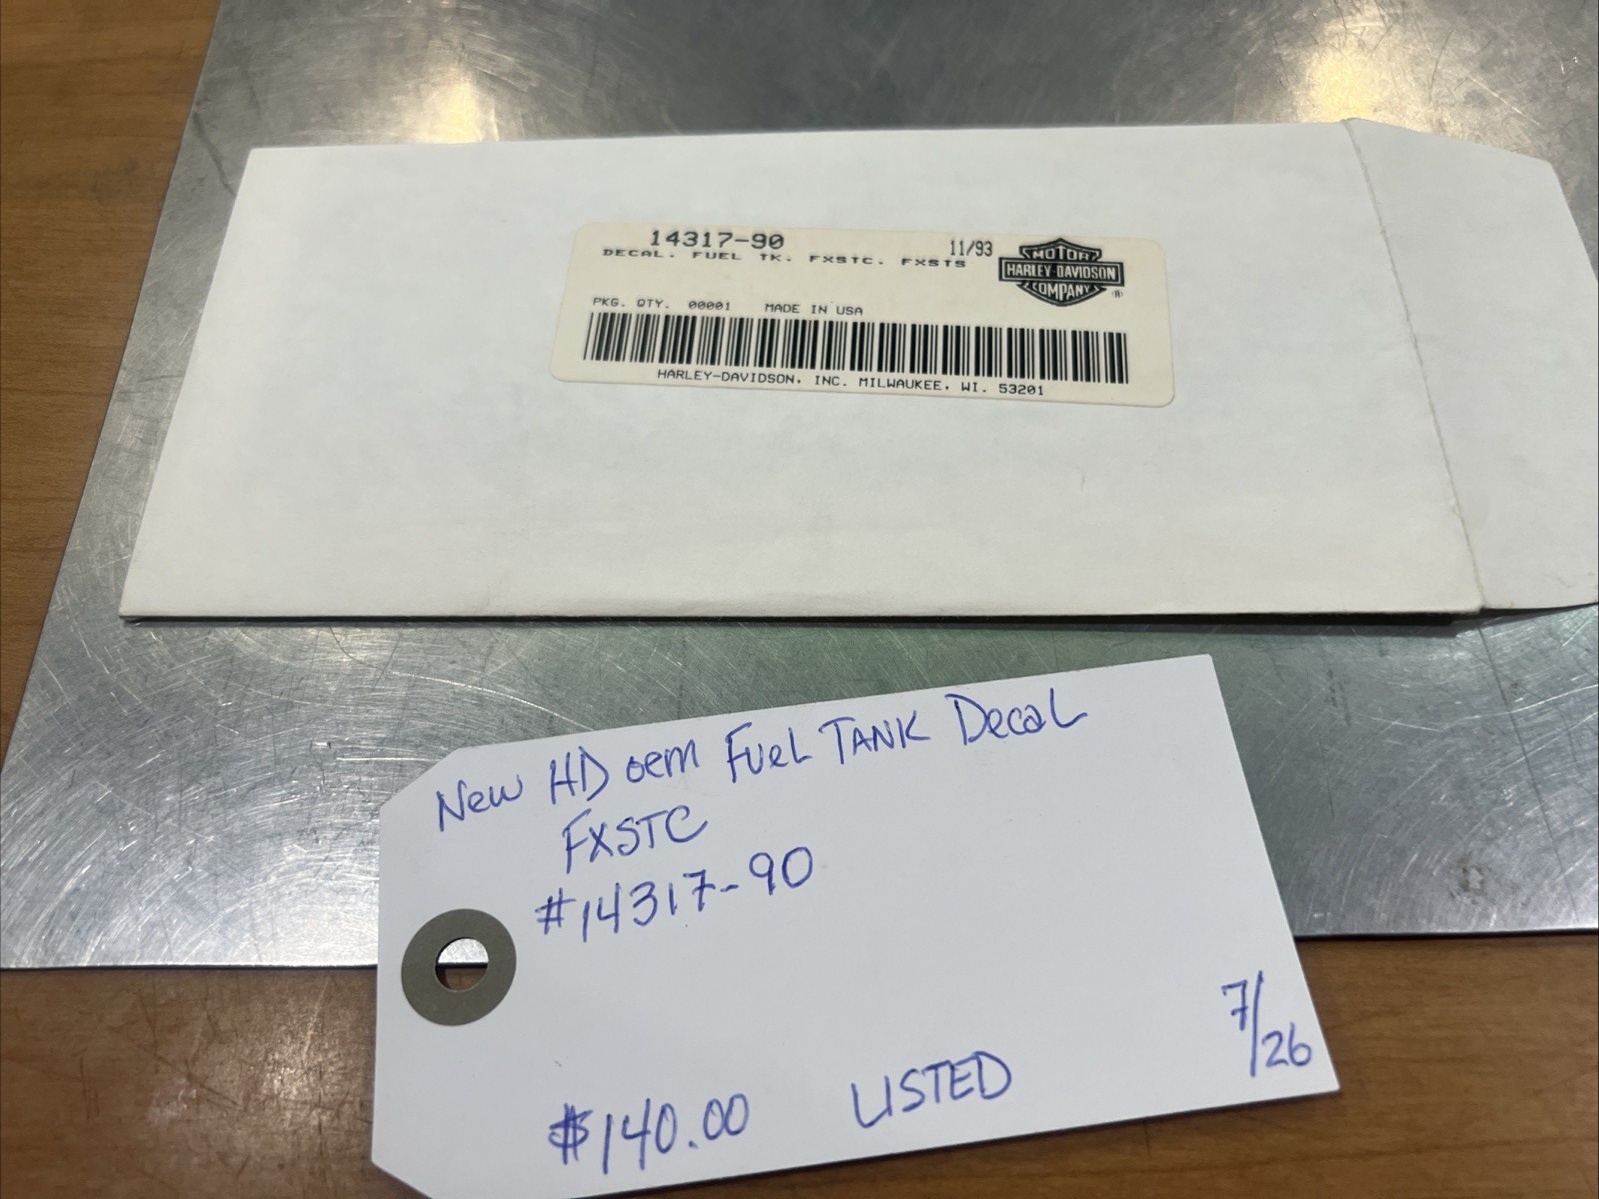 14317-90
11/93
DECAL. FUEL TK. FXSTC. FXSTS
MOTOR
HARLEY-DAVIDSON
COMPANY
®
PKG. QTY. 00001 MADE IN USA
HARLEY-DAVIDSON, INC. MILWAUKEE, WI. 53201
New HD oem Fuel TANK Decal
FXSTC
#14317-90
7/26
$140.00 LISTED